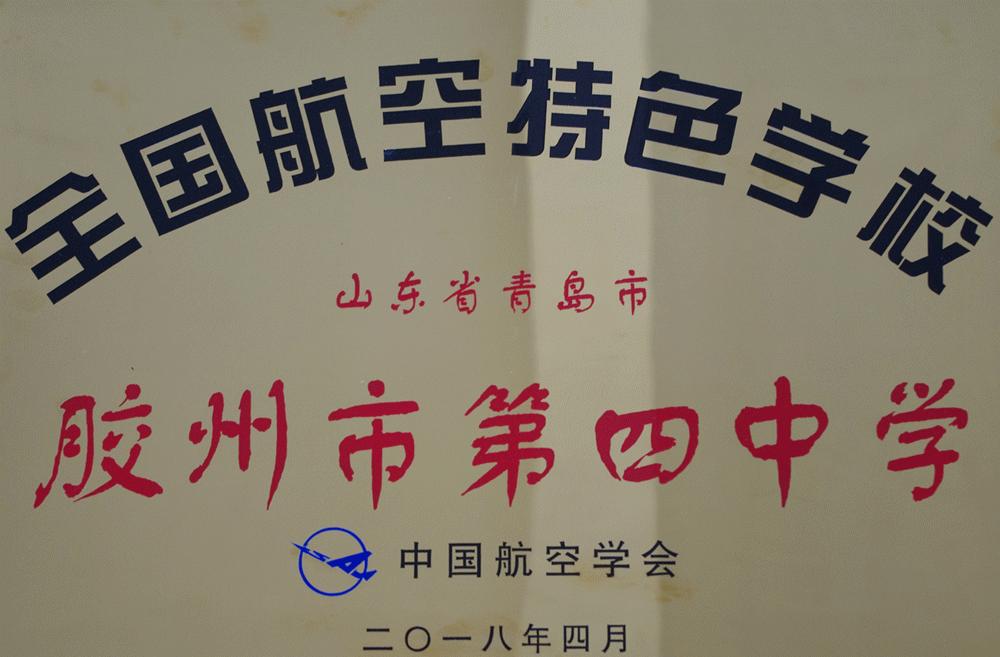 全国航空特色学校
山东省青岛市
胶州市第四中学
中国航空学会
二〇一八年四月